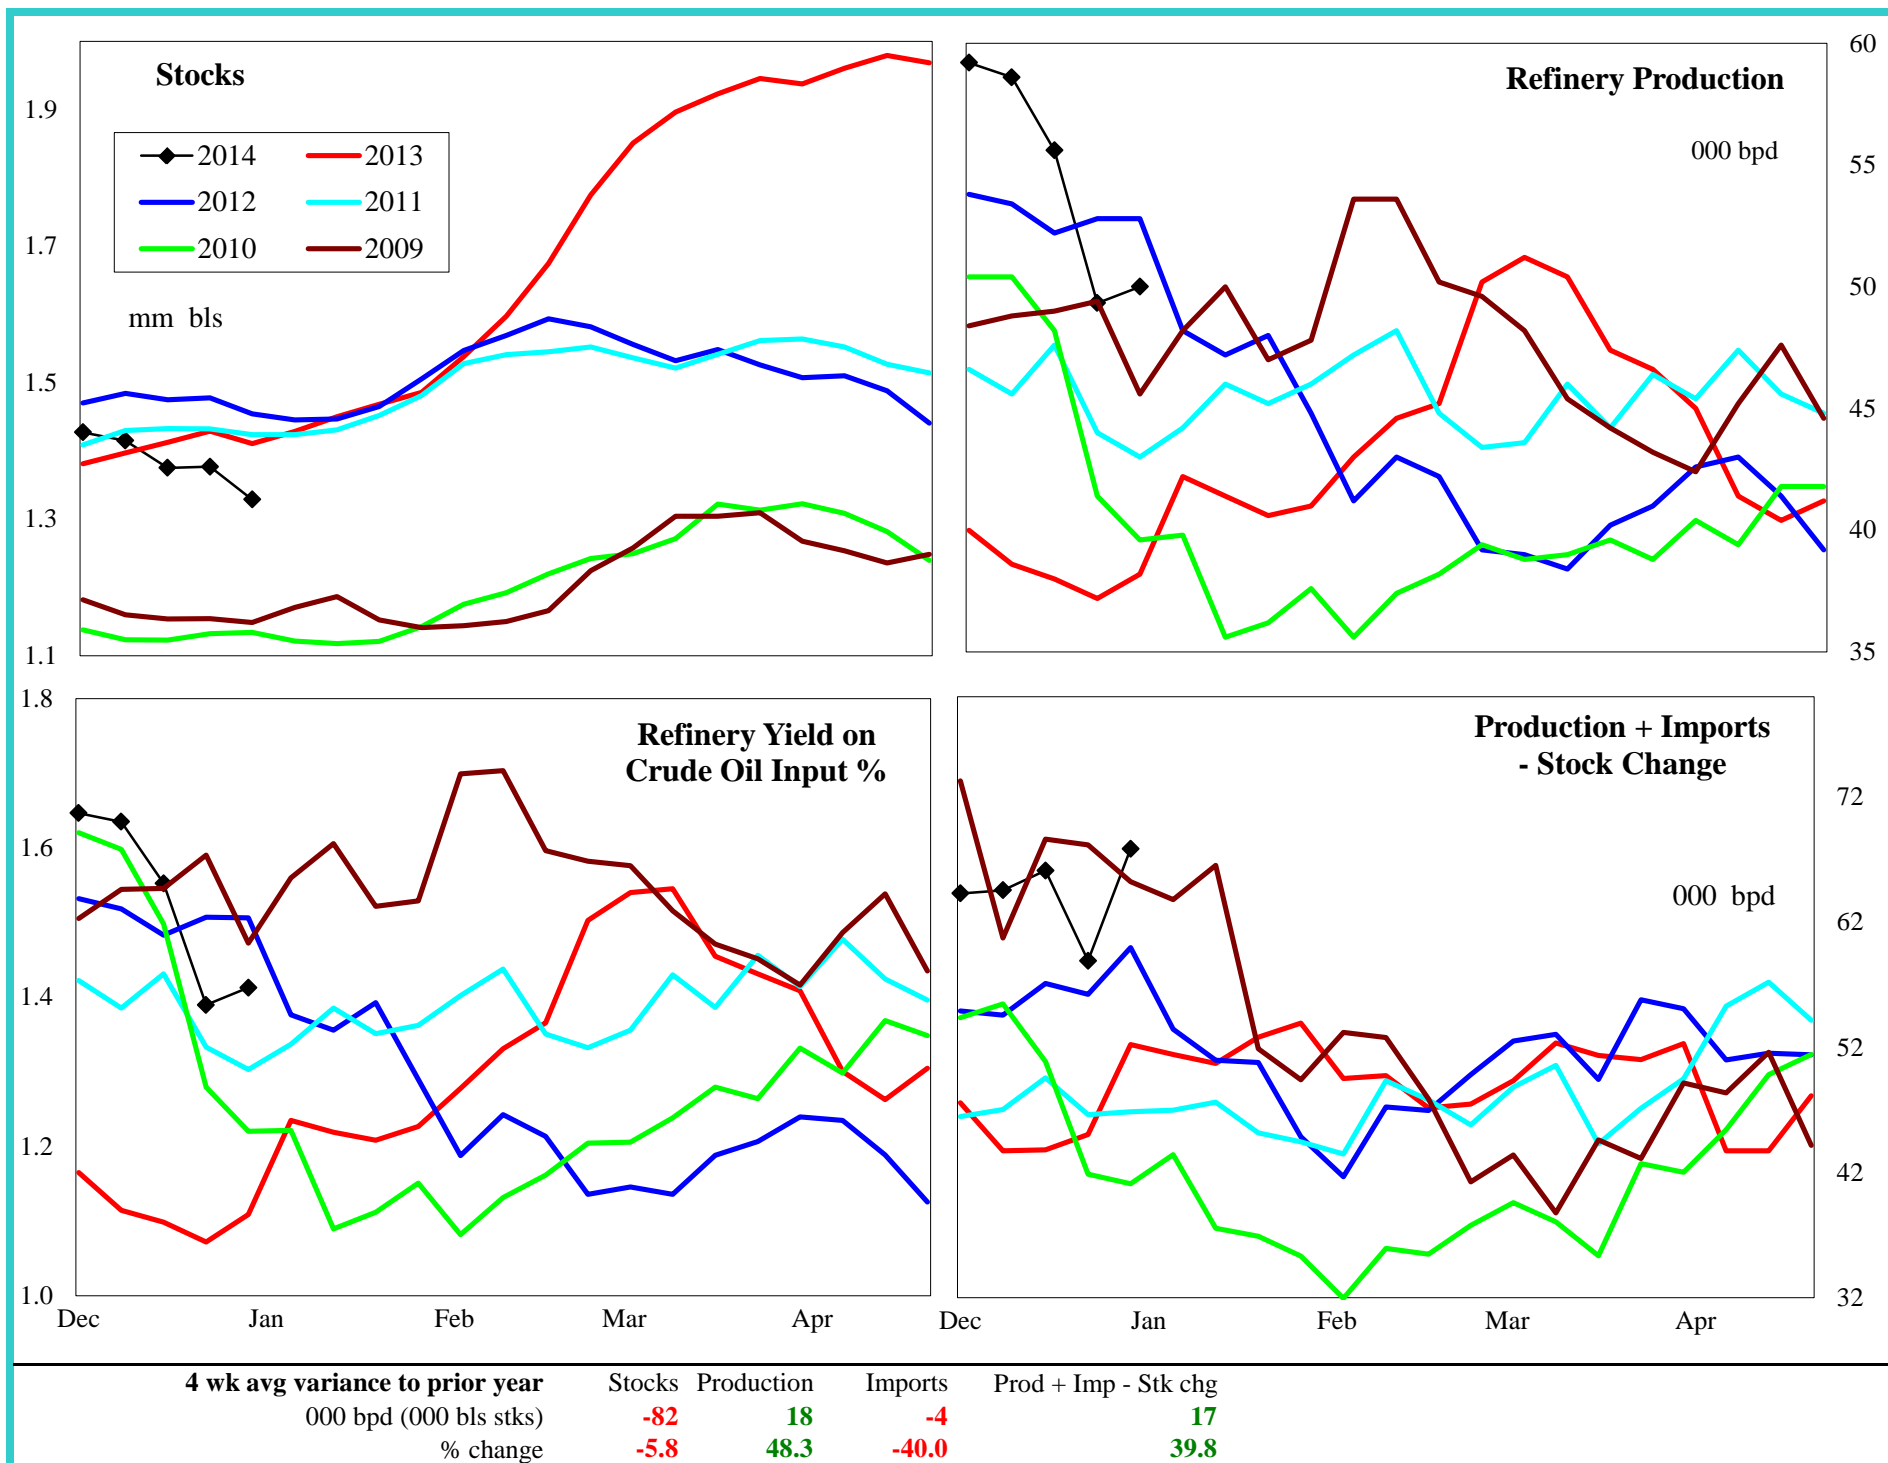 Stocks
1.9
1.7
1.5
1.3
1.1
2014 2013
2012 2011
2010 2009
mm bls
Refinery Production
000 bpd
60
55
50
45
40
35
Refinery Yield on
Crude Oil Input %
1.8
1.6
1.4
1.2
1.0
Dec Jan Feb Mar Apr
Production + Imports
- Stock Change
000 bpd
72
62
52
42
32
Dec Jan Feb Mar Apr
4 wk avg variance to prior year Stocks Production Imports Prod + Imp - Stk chg
000 bpd (000 bls stks) -82 18 -4 17
% change -5.8 48.3 -40.0 39.8